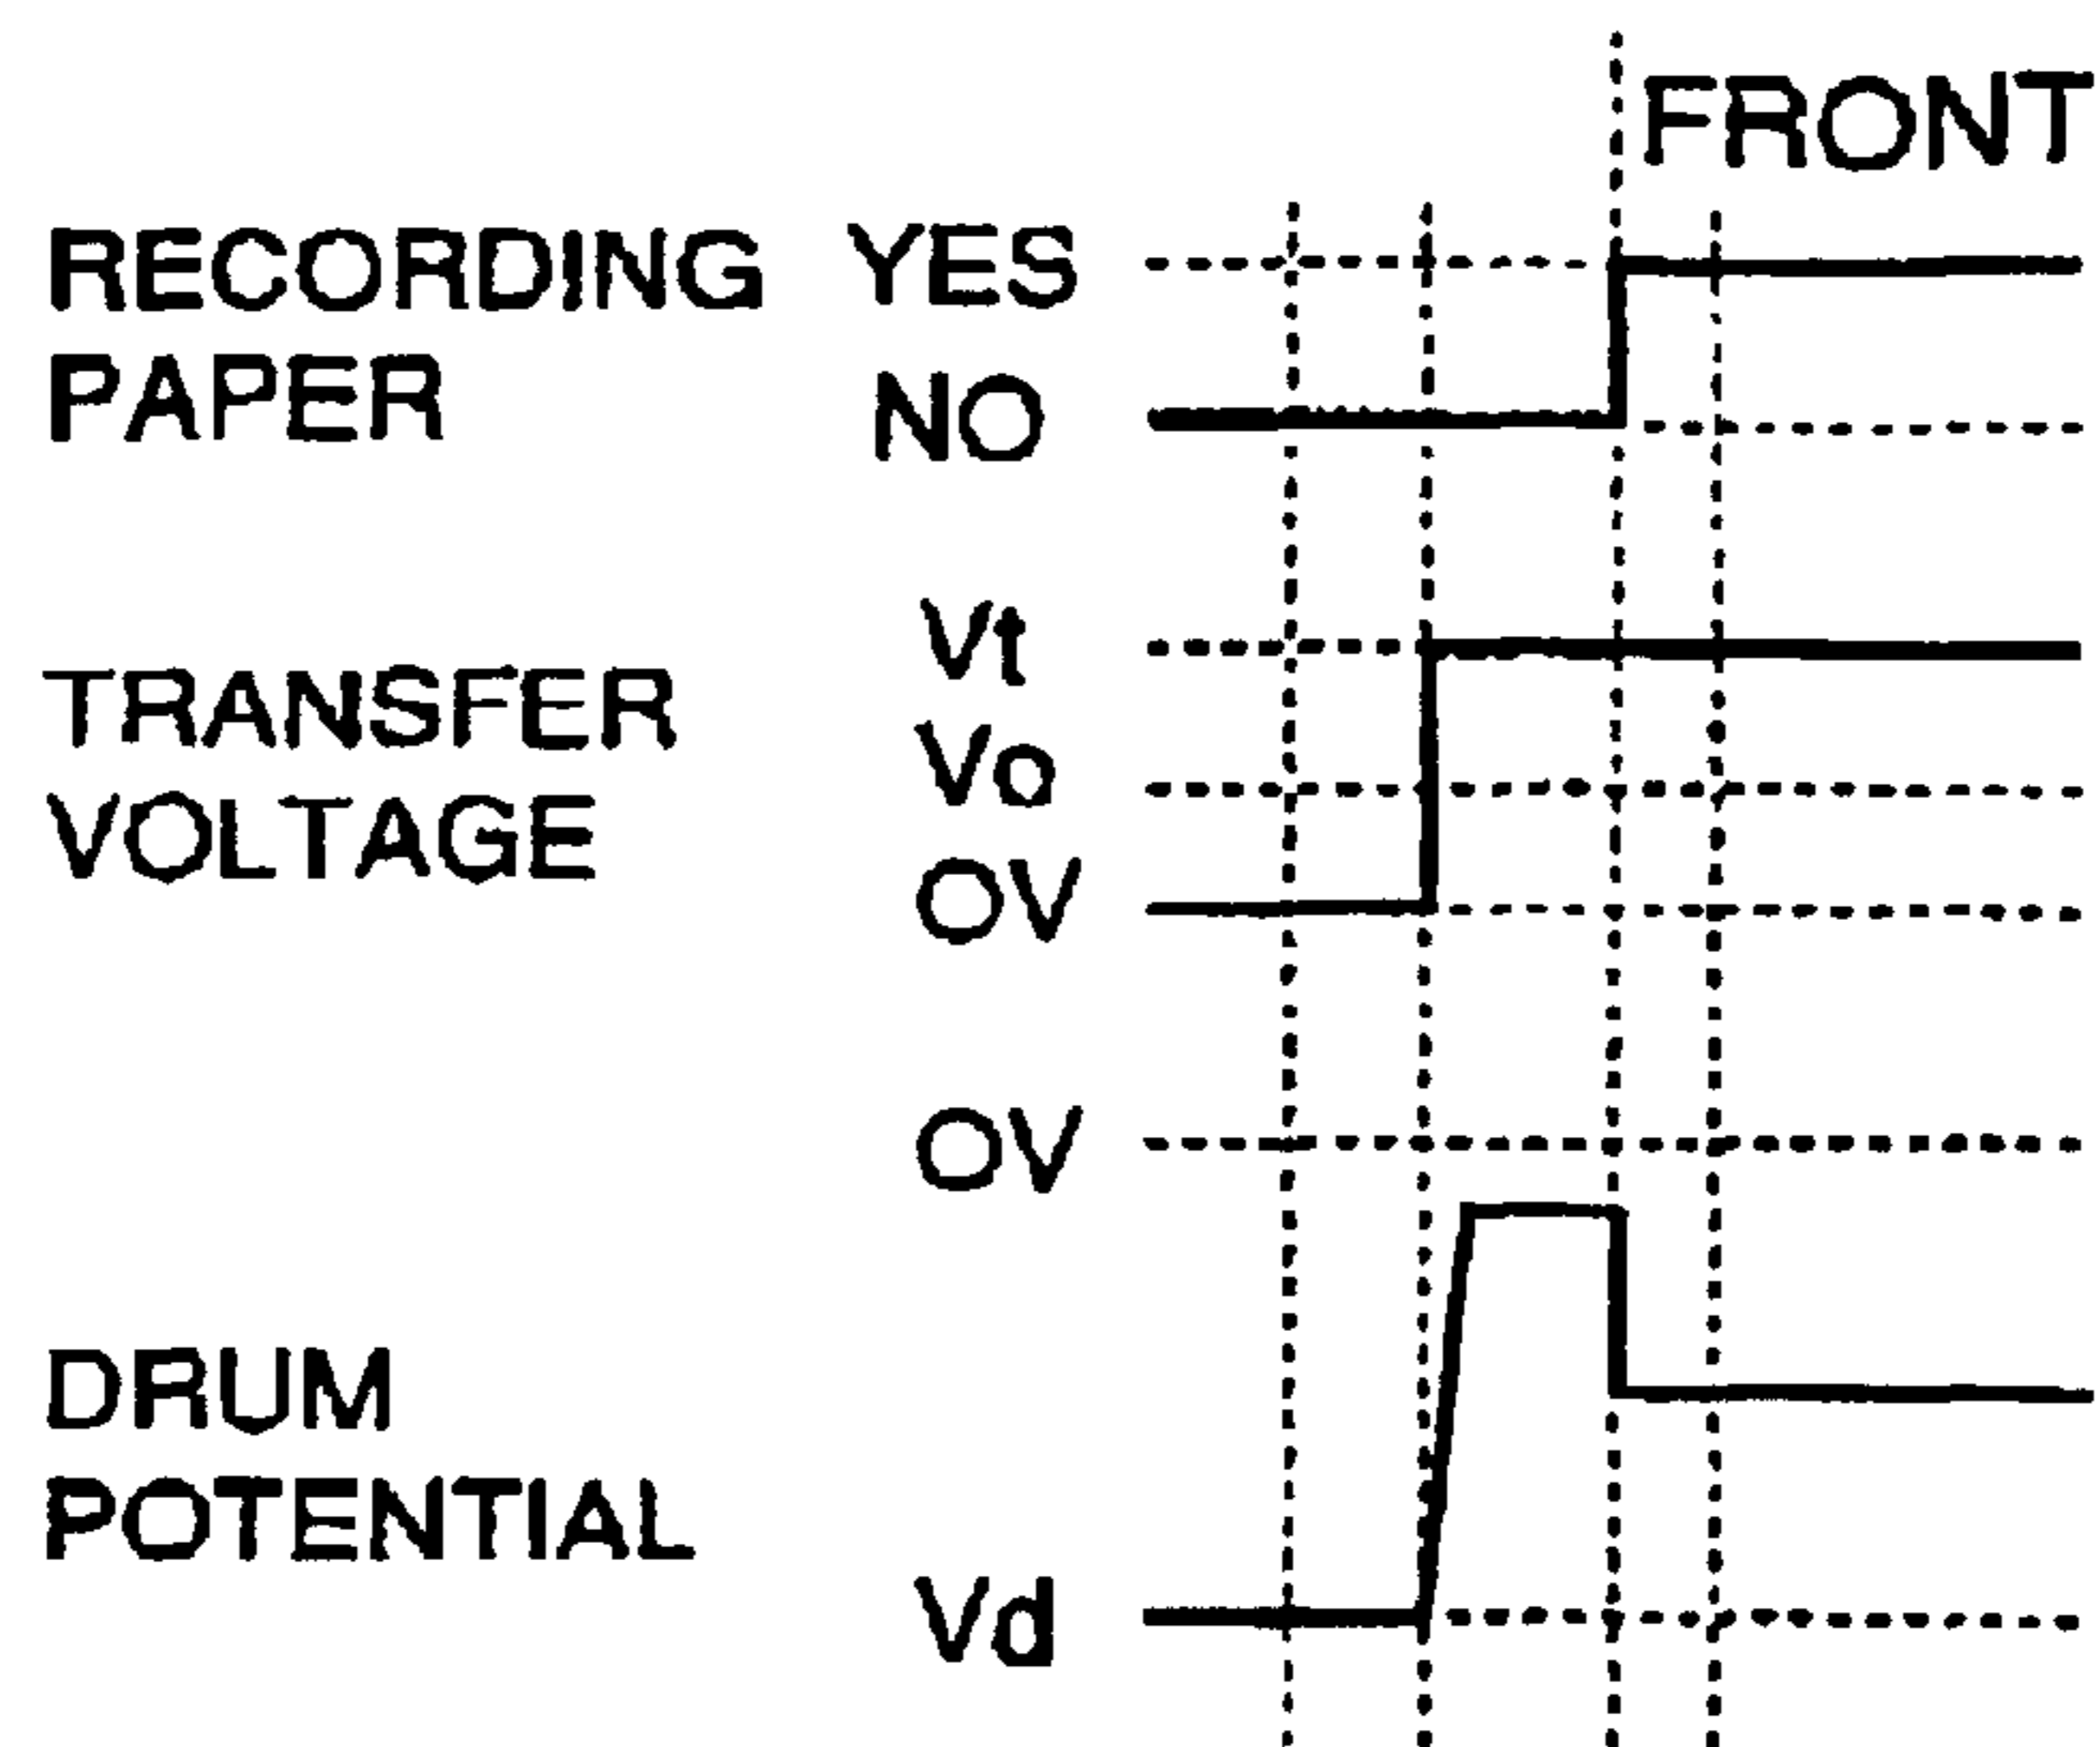 FRONT
RECORDING YES
PAPER NO
Vt
TRANSFER
Vo
VOLTAGE
OV
OV
DRUM
POTENTIAL
Vd